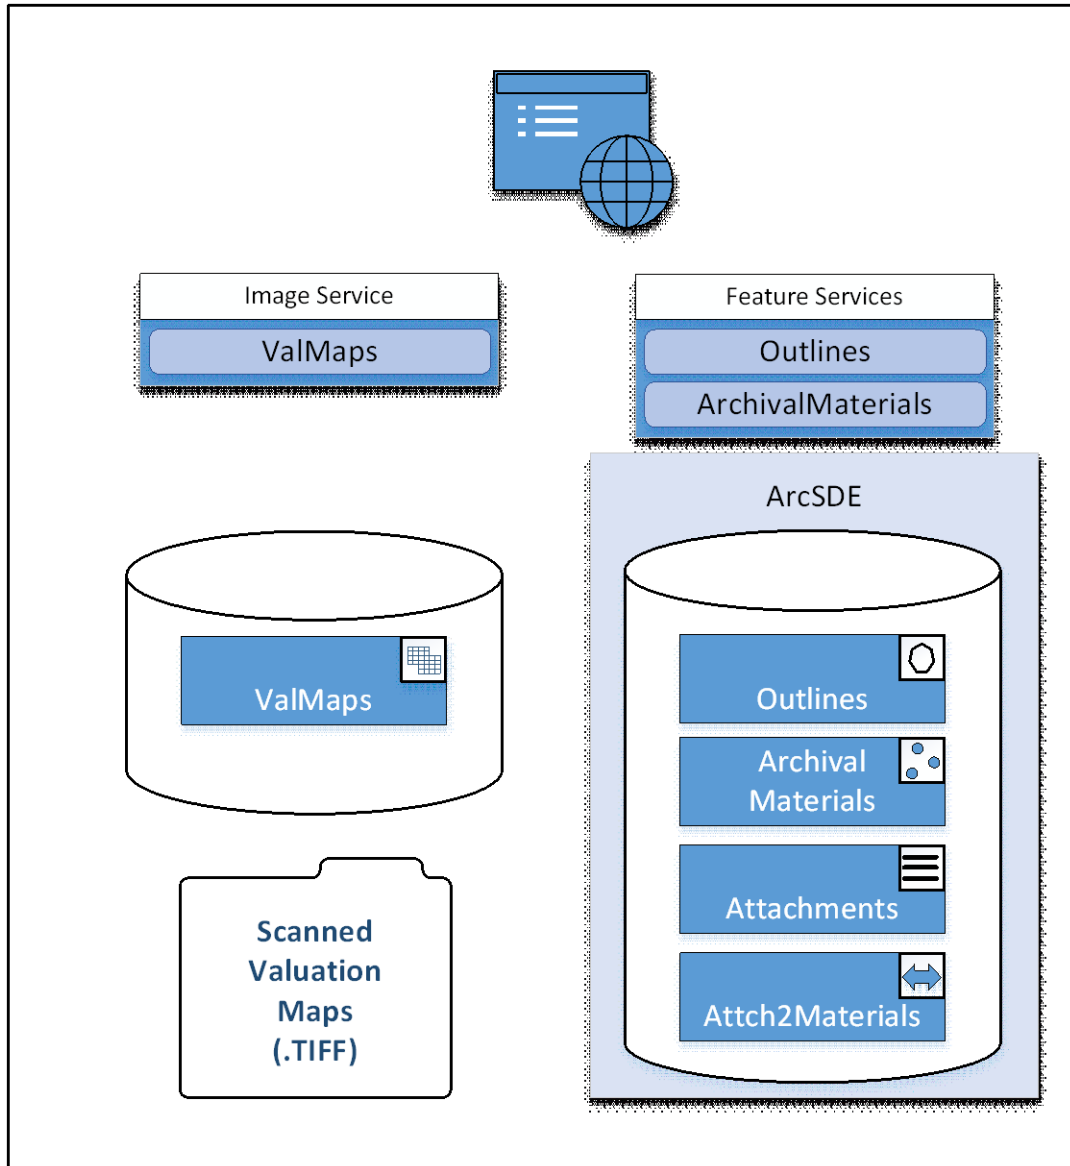 Image Service
ValMaps
Feature Services
Outlines
ArchivalMaterials
ArcSDE
ValMaps
Outlines
Archival
Materials
Attachments
Attch2Materials
Scanned
Valuation
Maps
(.TIFF)